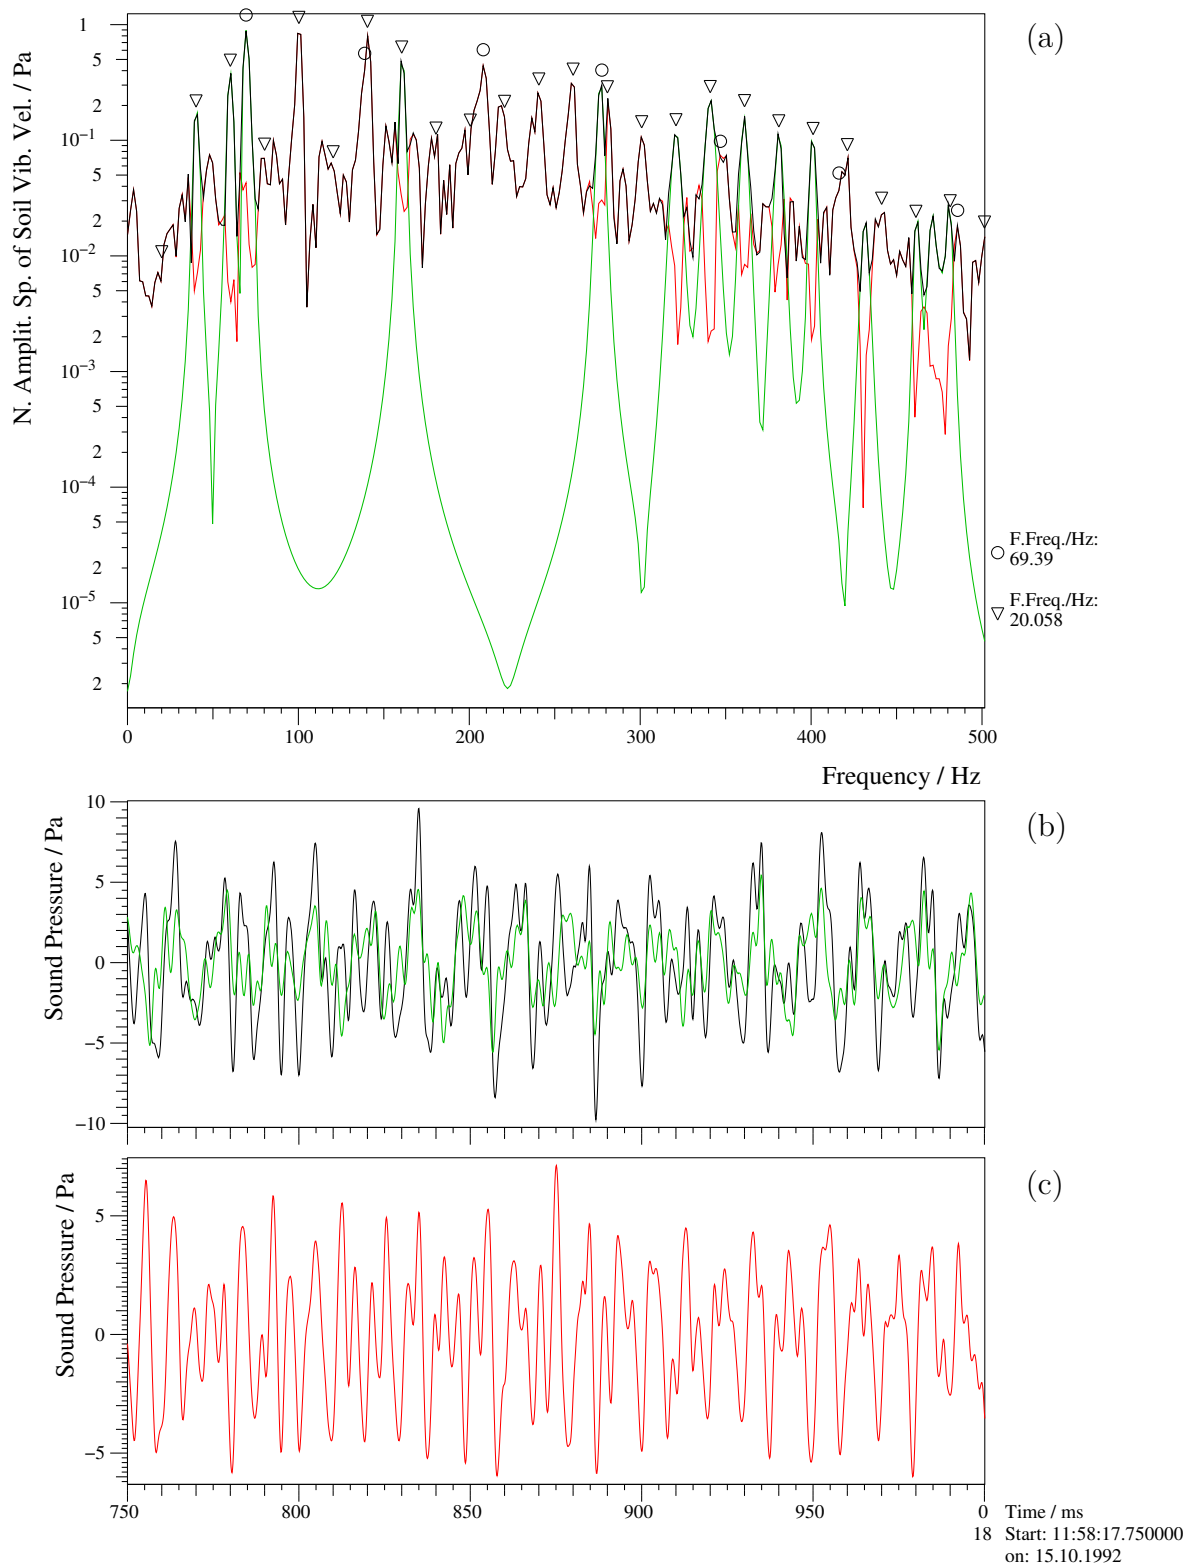 (a)
N. Amplit. Sp. of Soil Vib. Vel. / Pa
1
5
2
10⁻¹
5
2
10⁻²
5
2
10⁻³
5
2
10⁻⁴
5
2
10⁻⁵
5
2
0 100 200 300 400 500
Frequency / Hz
F.Freq./Hz:
69.39
F.Freq./Hz:
20.058
(b)
Sound Pressure / Pa
10
5
0
−5
−10
(c)
Sound Pressure / Pa
5
0
−5
750 800 850 900 950 0 Time / ms
18 Start: 11:58:17.750000
on: 15.10.1992